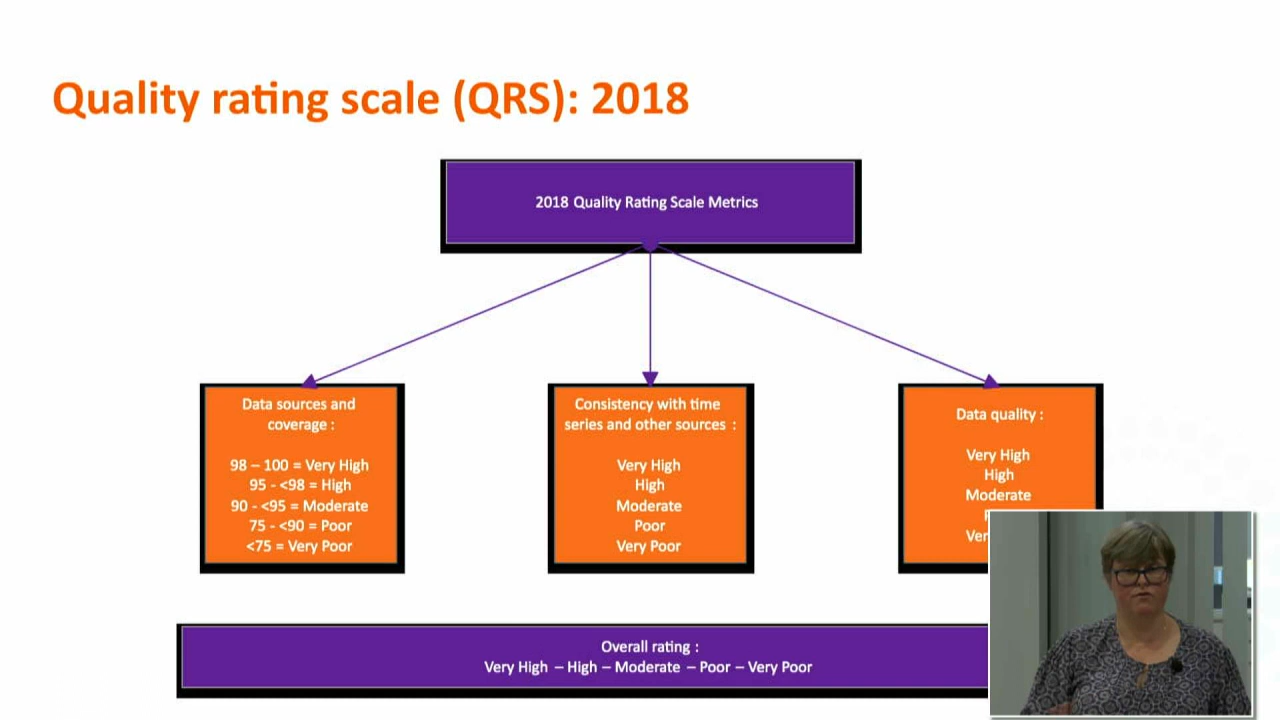 Quality rating scale (QRS): 2018
2018 Quality Rating Scale Metrics
Data sources and
coverage :
98 – 100 = Very High
95 - <98 = High
90 - <95 = Moderate
75 - <90 = Poor
<75 = Very Poor
Consistency with time
series and other sources :
Very High
High
Moderate
Poor
Very Poor
Data quality :
Very High
High
Moderate
Overall rating :
Very High – High – Moderate – Poor – Very Poor